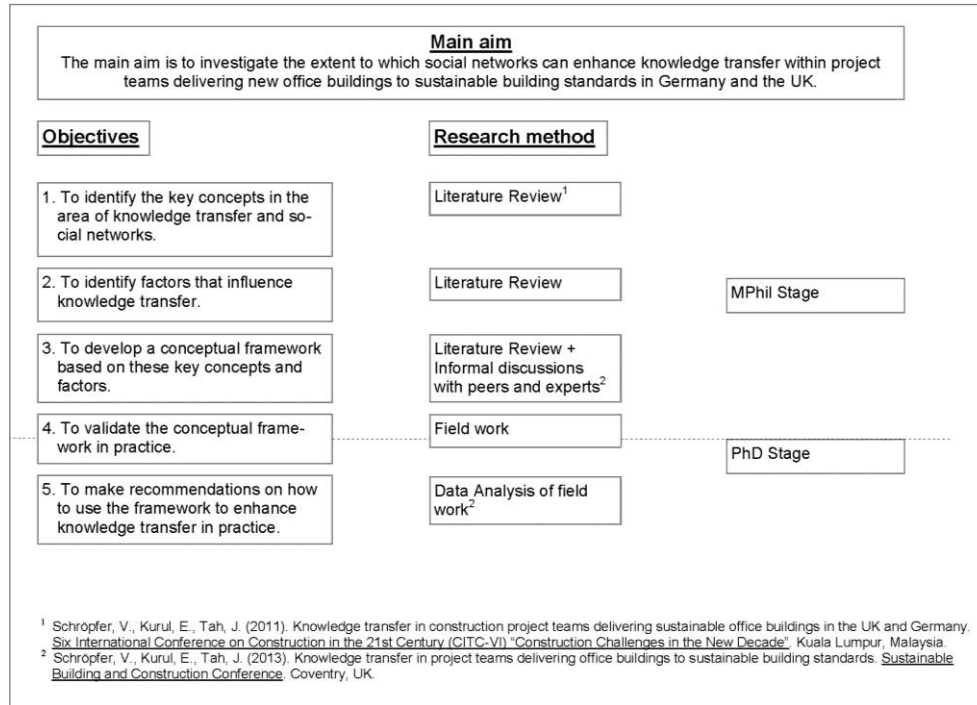 Main aim
The main aim is to investigate the extent to which social networks can enhance knowledge transfer within project
teams delivering new office buildings to sustainable building standards in Germany and the UK.
Objectives
Research method
1. To identify the key concepts in the
area of knowledge transfer and so-
cial networks.
Literature Review¹
2. To identify factors that influence
knowledge transfer.
Literature Review
MPhil Stage
3. To develop a conceptual framework
based on these key concepts and
factors.
Literature Review +
Informal discussions
with peers and experts²
4. To validate the conceptual frame-
work in practice.
Field work
PhD Stage
5. To make recommendations on how
to use the framework to enhance
knowledge transfer in practice.
Data Analysis of field
work²
¹ Schröpfer, V., Kurul, E., Tah, J. (2011). Knowledge transfer in construction project teams delivering sustainable office buildings in the UK and Germany.
Six International Conference on Construction in the 21st Century (CITC-VI) "Construction Challenges in the New Decade". Kuala Lumpur, Malaysia.
² Schröpfer, V., Kurul, E., Tah, J. (2013). Knowledge transfer in project teams delivering office buildings to sustainable building standards. Sustainable
Building and Construction Conference. Coventry, UK.